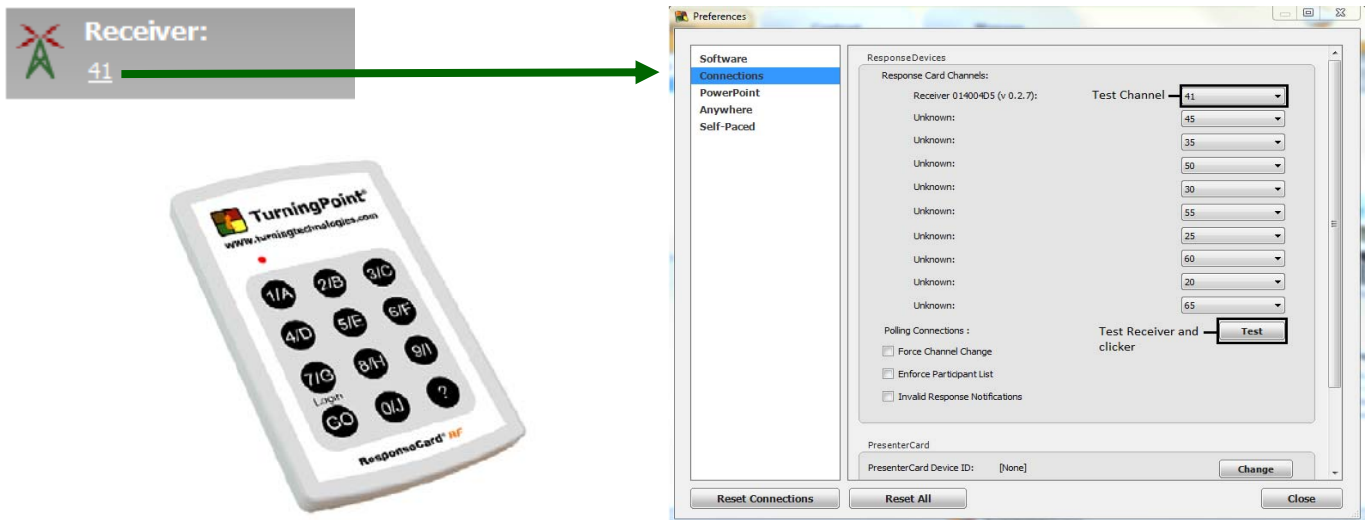 Receiver:
41
TurningPoint®
www.turningtechnologies.com
1/A 2/B 3/C
4/D 5/E 6/F
7/G 8/H 9/I
Login
GO 0/J ?
ResponseCard® RF
Preferences
Software
Connections
PowerPoint
Anywhere
Self-Paced
ResponseDevices
Response Card Channels:
Receiver 014004D5 (v 0.2.7): Test Channel 41
Unknown: 45
Unknown: 35
Unknown: 50
Unknown: 30
Unknown: 55
Unknown: 25
Unknown: 60
Unknown: 20
Unknown: 65
Polling Connections : Test Receiver and Test
clicker
Force Channel Change
Enforce Participant List
Invalid Response Notifications
PresenterCard
PresenterCard Device ID: [None] Change
Reset Connections Reset All Close